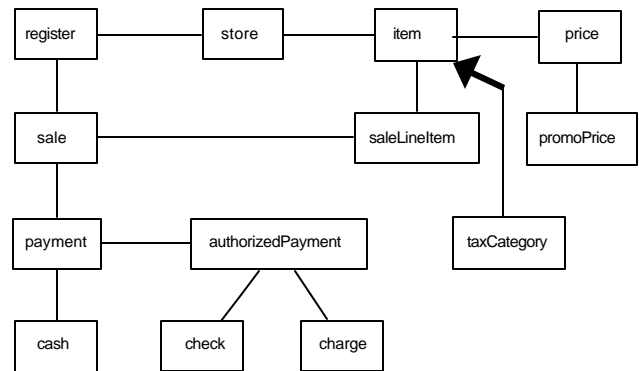 register
store
item
price
sale
saleLineItem
promoPrice
payment
authorizedPayment
taxCategory
cash
check
charge